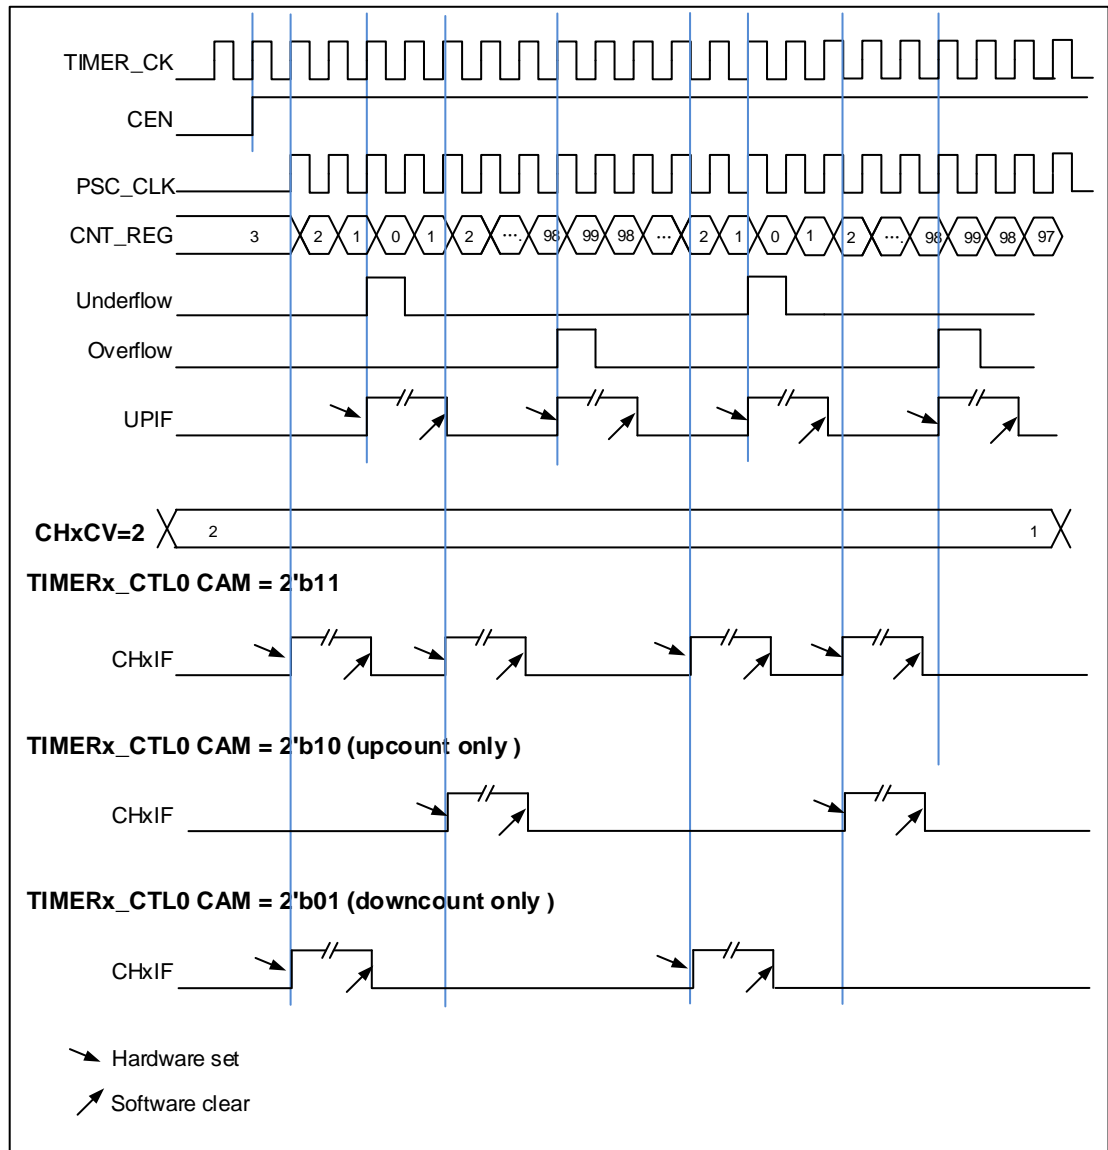 TIMER_CK
CEN
PSC_CLK
CNT_REG 3 2 1 0 1 2 .... 98 99 98 ... 2 1 0 1 2 .... 98 99 98 97
Underflow
Overflow
UPIF
CHxCV=2 2 1
TIMERx_CTL0 CAM = 2'b11
CHxIF
TIMERx_CTL0 CAM = 2'b10 (upcount only )
CHxIF
TIMERx_CTL0 CAM = 2'b01 (downcount only )
CHxIF
Hardware set
Software clear